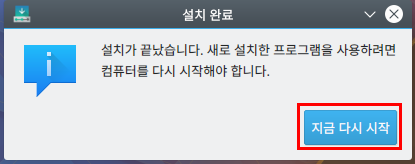 설치 완료
설치가 끝났습니다. 새로 설치한 프로그램을 사용하려면
컴퓨터를 다시 시작해야 합니다.
지금 다시 시작